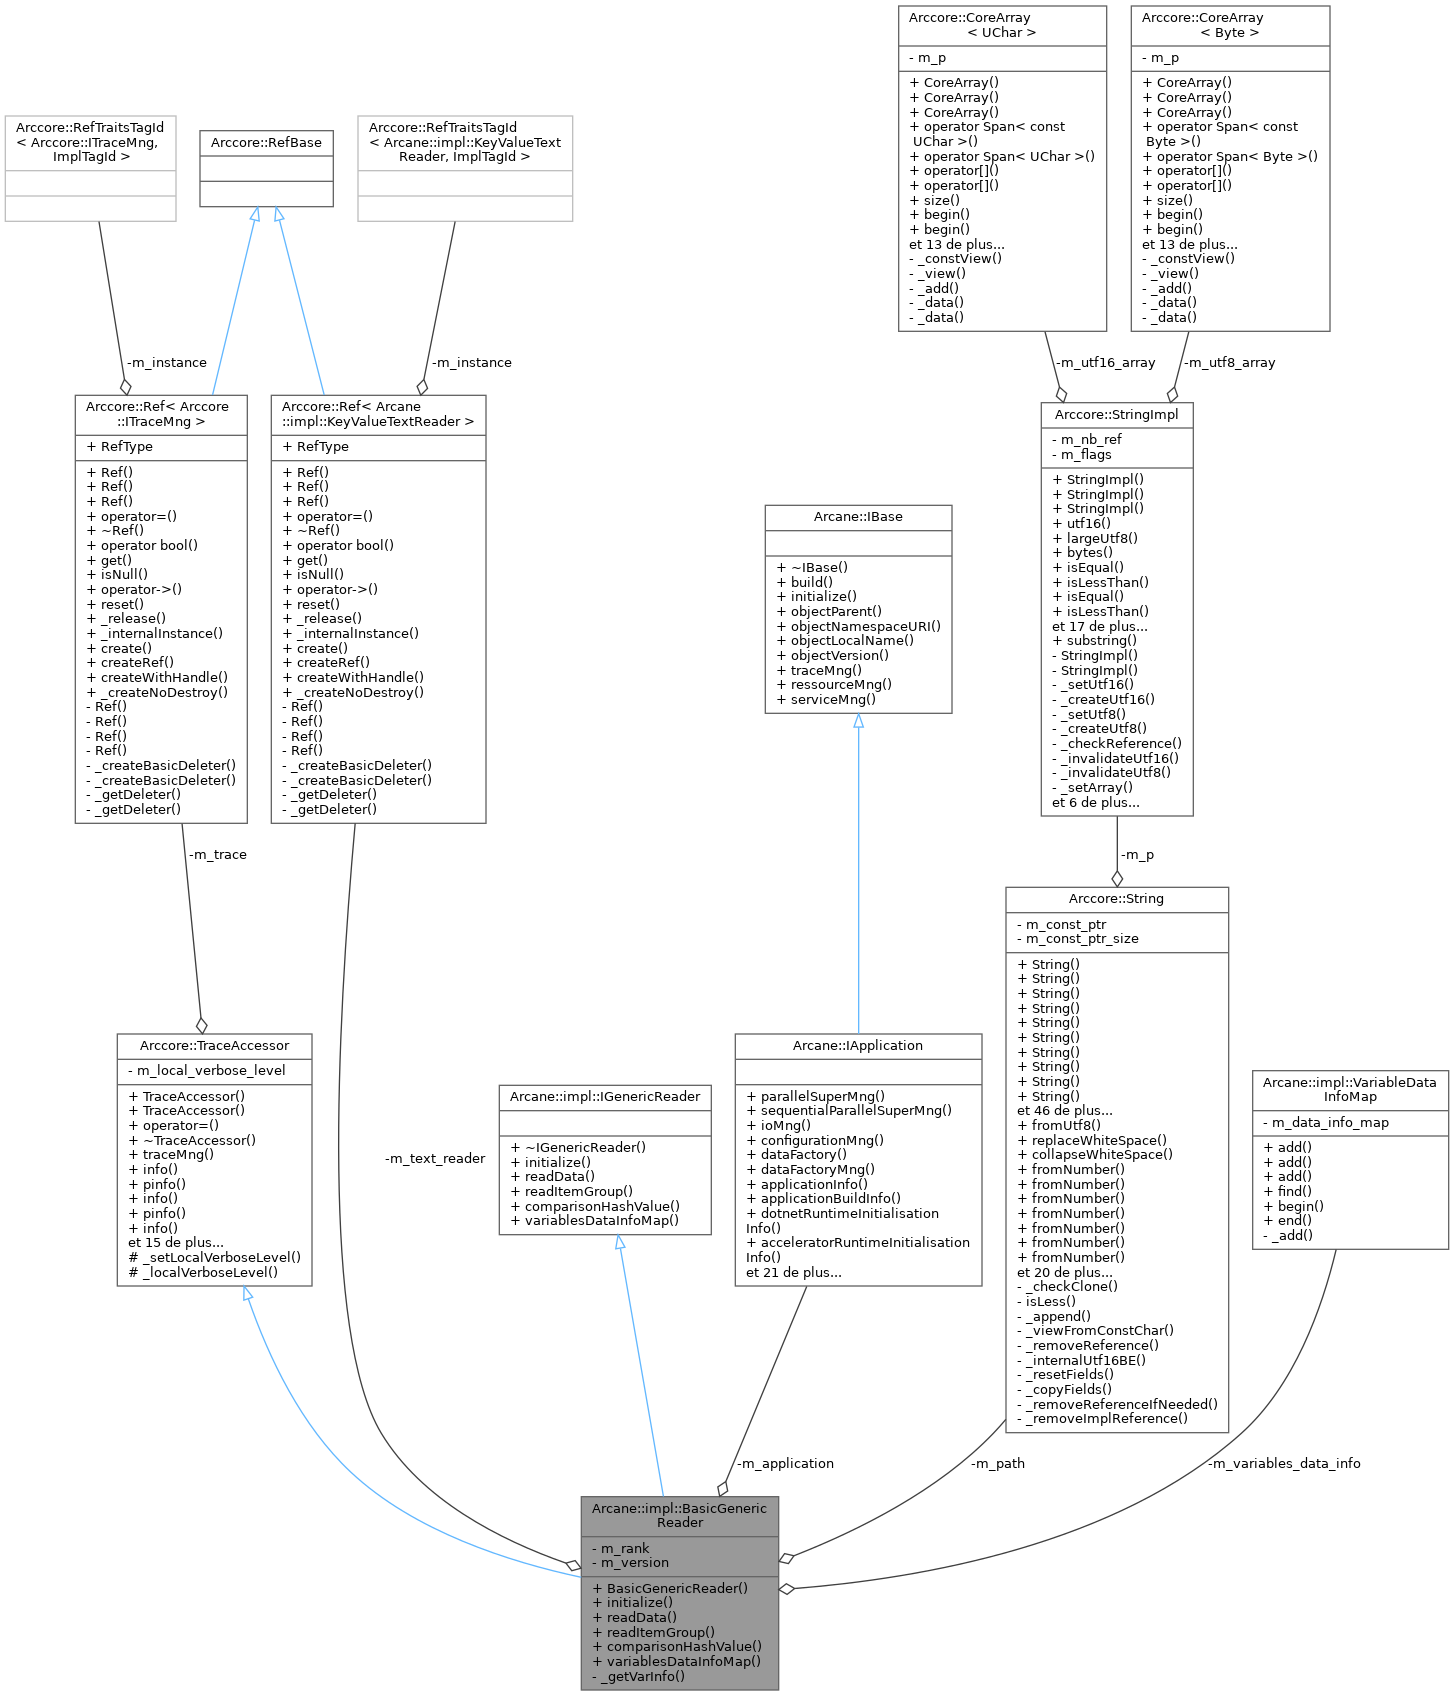 Arccore::CoreArray
< UChar >
- m_p
+ CoreArray()
+ CoreArray()
+ CoreArray()
+ operator Span< const
UChar >()
+ operator Span< UChar >()
+ operator[]()
+ operator[]()
+ size()
+ begin()
+ begin()
et 13 de plus...
- _constView()
- _view()
- _add()
- _data()
- _data()
Arccore::CoreArray
< Byte >
- m_p
+ CoreArray()
+ CoreArray()
+ CoreArray()
+ operator Span< const
Byte >()
+ operator Span< Byte >()
+ operator[]()
+ operator[]()
+ size()
+ begin()
+ begin()
et 13 de plus...
- _constView()
- _view()
- _add()
- _data()
- _data()
Arccore::RefTraitsTagId
< Arccore::ITraceMng,
ImplTagId >
Arccore::RefBase
Arccore::RefTraitsTagId
< Arcane::impl::KeyValueText
Reader, ImplTagId >
-m_instance
-m_instance
-m_utf16_array
-m_utf8_array
Arccore::Ref< Arccore
::ITraceMng >
+ RefType
+ Ref()
+ Ref()
+ Ref()
+ operator=()
+ ~Ref()
+ operator bool()
+ get()
+ isNull()
+ operator->()
+ reset()
+ _release()
+ _internalInstance()
+ create()
+ createRef()
+ createWithHandle()
+ _createNoDestroy()
- Ref()
- Ref()
- Ref()
- Ref()
- _createBasicDeleter()
- _createBasicDeleter()
- _getDeleter()
- _getDeleter()
Arccore::Ref< Arcane
::impl::KeyValueTextReader >
+ RefType
+ Ref()
+ Ref()
+ Ref()
+ operator=()
+ ~Ref()
+ operator bool()
+ get()
+ isNull()
+ operator->()
+ reset()
+ _release()
+ _internalInstance()
+ create()
+ createRef()
+ createWithHandle()
+ _createNoDestroy()
- Ref()
- Ref()
- Ref()
- Ref()
- _createBasicDeleter()
- _createBasicDeleter()
- _getDeleter()
- _getDeleter()
Arccore::StringImpl
- m_nb_ref
- m_flags
+ StringImpl()
+ StringImpl()
+ StringImpl()
+ utf16()
+ largeUtf8()
+ bytes()
+ isEqual()
+ isLessThan()
+ isEqual()
+ isLessThan()
et 17 de plus...
+ substring()
- StringImpl()
- StringImpl()
- _setUtf16()
- _createUtf16()
- _setUtf8()
- _createUtf8()
- _checkReference()
- _invalidateUtf16()
- _invalidateUtf8()
- _setArray()
et 6 de plus...
Arcane::IBase
+ ~IBase()
+ build()
+ initialize()
+ objectParent()
+ objectNamespaceURI()
+ objectLocalName()
+ objectVersion()
+ traceMng()
+ ressourceMng()
+ serviceMng()
-m_trace
-m_p
Arccore::String
- m_const_ptr
- m_const_ptr_size
+ String()
+ String()
+ String()
+ String()
+ String()
+ String()
+ String()
+ String()
+ String()
+ String()
et 46 de plus...
+ fromUtf8()
+ replaceWhiteSpace()
+ collapseWhiteSpace()
+ fromNumber()
+ fromNumber()
+ fromNumber()
+ fromNumber()
+ fromNumber()
+ fromNumber()
+ fromNumber()
et 20 de plus...
- _checkClone()
- isLess()
- _append()
- _viewFromConstChar()
- _removeReference()
- _internalUtf16BE()
- _resetFields()
- _copyFields()
- _removeReferenceIfNeeded()
- _removeImplReference()
Arccore::TraceAccessor
- m_local_verbose_level
+ TraceAccessor()
+ TraceAccessor()
+ operator=()
+ ~TraceAccessor()
+ traceMng()
+ info()
+ pinfo()
+ info()
+ pinfo()
+ info()
et 15 de plus...
# _setLocalVerboseLevel()
# _localVerboseLevel()
-m_text_reader
Arcane::impl::IGenericReader
+ ~IGenericReader()
+ initialize()
+ readData()
+ readItemGroup()
+ comparisonHashValue()
+ variablesDataInfoMap()
Arcane::IApplication
+ parallelSuperMng()
+ sequentialParallelSuperMng()
+ ioMng()
+ configurationMng()
+ dataFactory()
+ dataFactoryMng()
+ applicationInfo()
+ applicationBuildInfo()
+ dotnetRuntimeInitialisation
Info()
+ acceleratorRuntimeInitialisation
Info()
et 21 de plus...
Arcane::impl::VariableData
InfoMap
- m_data_info_map
+ add()
+ add()
+ add()
+ find()
+ begin()
+ end()
- _add()
-m_application
-m_path
-m_variables_data_info
Arcane::impl::BasicGeneric
Reader
- m_rank
- m_version
+ BasicGenericReader()
+ initialize()
+ readData()
+ readItemGroup()
+ comparisonHashValue()
+ variablesDataInfoMap()
- _getVarInfo()